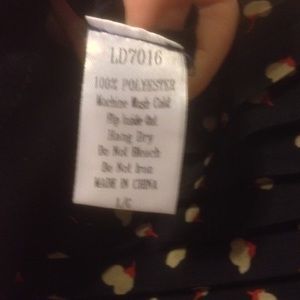 LD7016
100% POLYESTER
Machine Wash Cold
Flip Inside Out
Hang Dry
Do Not Bleach
Do Not Iron
MADE IN CHINA